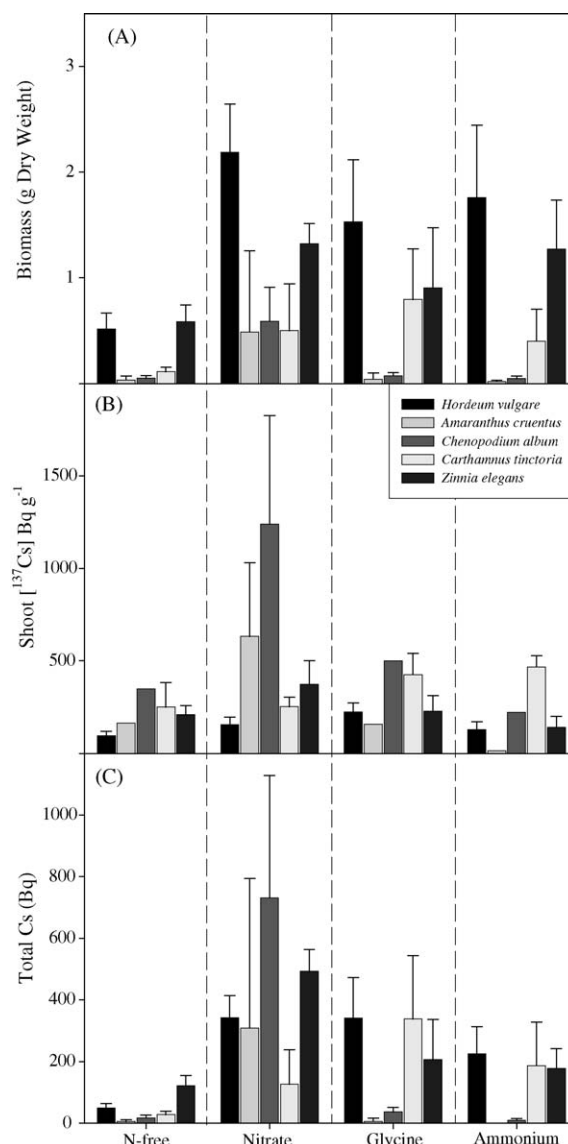 (A)
Biomass (g Dry Weight)
3
2
1
(B)
Shoot [¹³⁷Cs] Bq g⁻¹
1500
1000
500
Hordeum vulgare
Amaranthus cruentus
Chenopodium album
Carthamnus tinctoria
Zinnia elegans
(C)
Total Cs (Bq)
1000
800
600
400
200
0
N-free Nitrate Glycine Ammonium